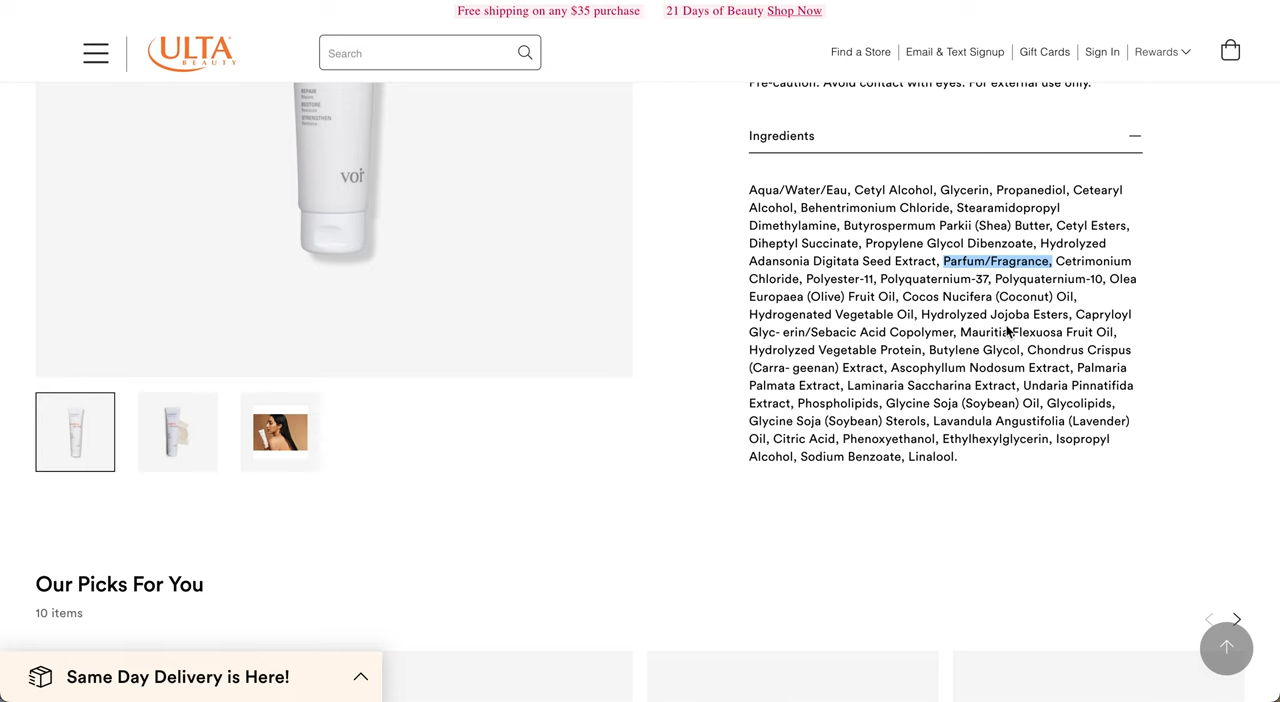 Free shipping on any $35 purchase 21 Days of Beauty Shop Now
ULTA
BEAUTY
Search
Find a Store Email & Text Signup Gift Cards Sign In Rewards
Pre-caution: Avoid contact with eyes. For external use only.
REPAIR
RESTORE
STRENGTHEN
voir
Ingredients
Aqua/Water/Eau, Cetyl Alcohol, Glycerin, Propanediol, Cetearyl
Alcohol, Behentrimonium Chloride, Stearamidopropyl
Dimethylamine, Butyrospermum Parkii (Shea) Butter, Cetyl Esters,
Diheptyl Succinate, Propylene Glycol Dibenzoate, Hydrolyzed
Adansonia Digitata Seed Extract, Parfum/Fragrance, Cetrimonium
Chloride, Polyester-11, Polyquaternium-37, Polyquaternium-10, Olea
Europaea (Olive) Fruit Oil, Cocos Nucifera (Coconut) Oil,
Hydrogenated Vegetable Oil, Hydrolyzed Jojoba Esters, Capryloyl
Glyc- erin/Sebacic Acid Copolymer, Mauritia Flexuosa Fruit Oil,
Hydrolyzed Vegetable Protein, Butylene Glycol, Chondrus Crispus
(Carra- geenan) Extract, Ascophyllum Nodosum Extract, Palmaria
Palmata Extract, Laminaria Saccharina Extract, Undaria Pinnatifida
Extract, Phospholipids, Glycine Soja (Soybean) Oil, Glycolipids,
Glycine Soja (Soybean) Sterols, Lavandula Angustifolia (Lavender)
Oil, Citric Acid, Phenoxyethanol, Ethylhexylglycerin, Isopropyl
Alcohol, Sodium Benzoate, Linalool.
Our Picks For You
10 items
Same Day Delivery is Here!